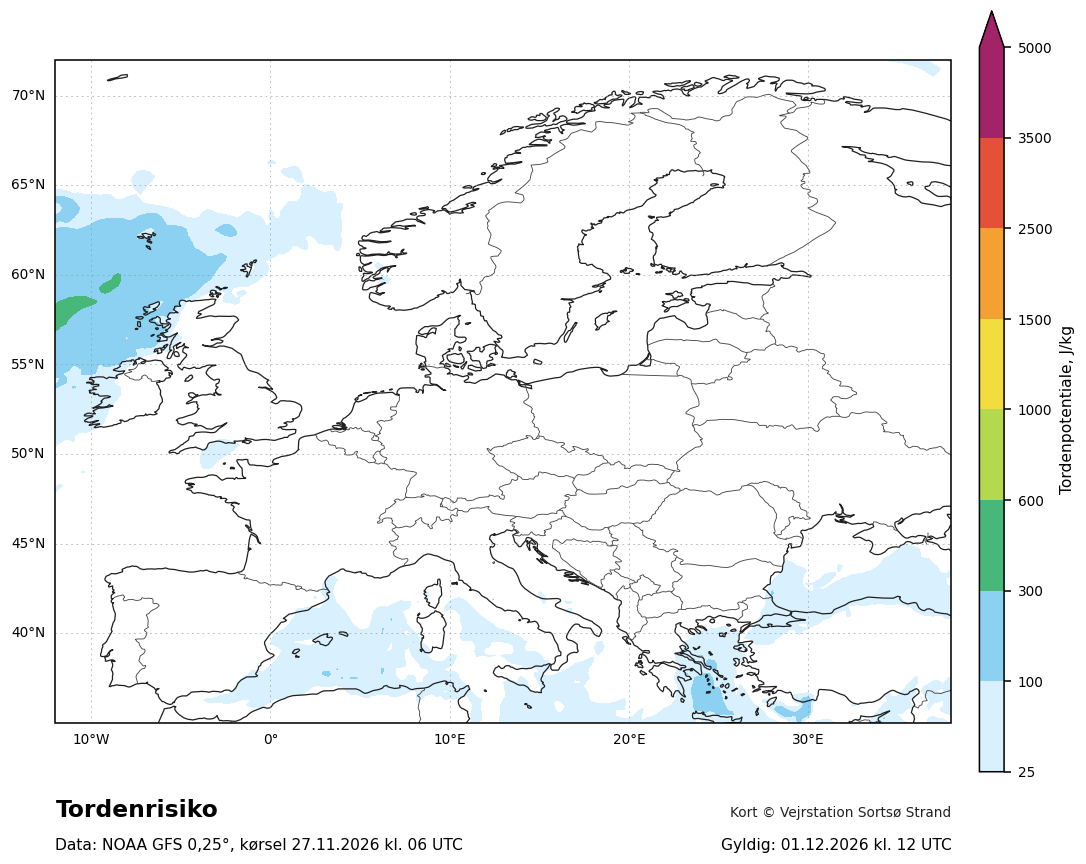 70°N
65°N
60°N
55°N
50°N
45°N
40°N
10°W
0°
10°E
20°E
30°E
5000
3500
2500
1500
1000
600
300
100
25
Tordenpotentiale, J/kg
Tordenrisiko
Kort © Vejrstation Sortsø Strand
Data: NOAA GFS 0,25°, kørsel 27.11.2026 kl. 06 UTC
Gyldig: 01.12.2026 kl. 12 UTC